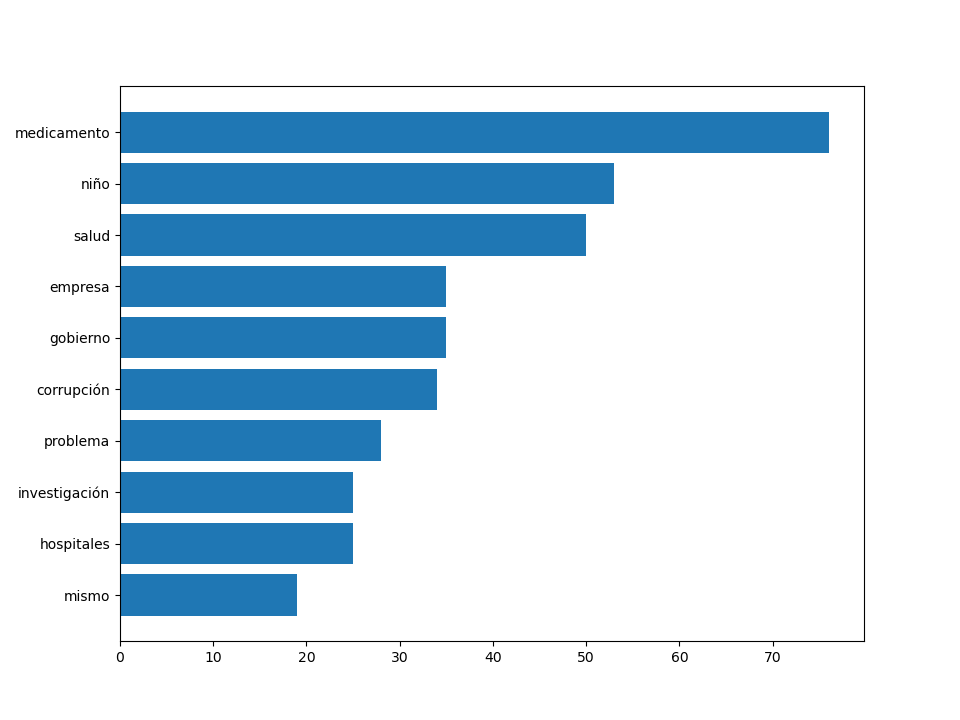 medicamento
niño
salud
empresa
gobierno
corrupción
problema
investigación
hospitales
mismo
0 10 20 30 40 50 60 70